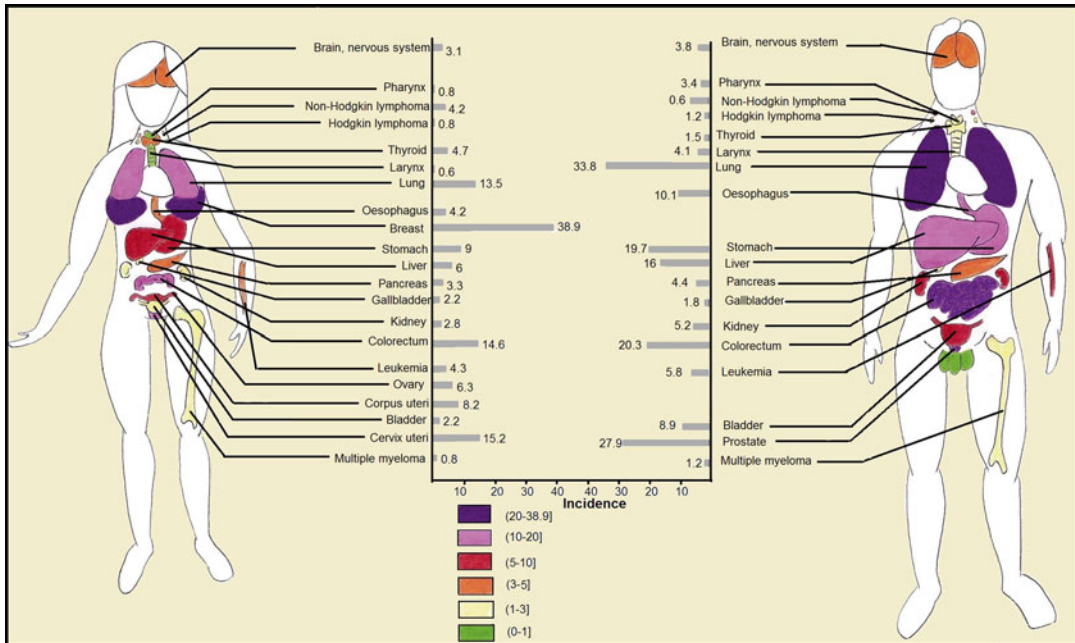 Brain, nervous system 3.1
Pharynx 0.8
Non-Hodgkin lymphoma 4.2
Hodgkin lymphoma 0.8
Thyroid 4.7
Larynx 0.6
Lung 13.5
Oesophagus 4.2
Breast 38.9
Stomach 9
Liver 6
Pancreas 3.3
Gallbladder 2.2
Kidney 2.8
Colorectum 14.6
Leukemia 4.3
Ovary 6.3
Corpus uteri 8.2
Bladder 2.2
Cervix uteri 15.2
Multiple myeloma 0.8
3.8 Brain, nervous system
3.4 Pharynx
0.6 Non-Hodgkin lymphoma
1.2 Hodgkin lymphoma
1.5 Thyroid
4.1 Larynx
33.8 Lung
10.1 Oesophagus
19.7 Stomach
16 Liver
4.4 Pancreas
1.8 Gallbladder
5.2 Kidney
20.3 Colorectum
5.8 Leukemia
8.9 Bladder
27.9 Prostate
1.2 Multiple myeloma
10 20 30 40 40 30 20 10
Incidence
(20-38.9]
(10-20]
(5-10]
(3-5]
(1-3]
(0-1]